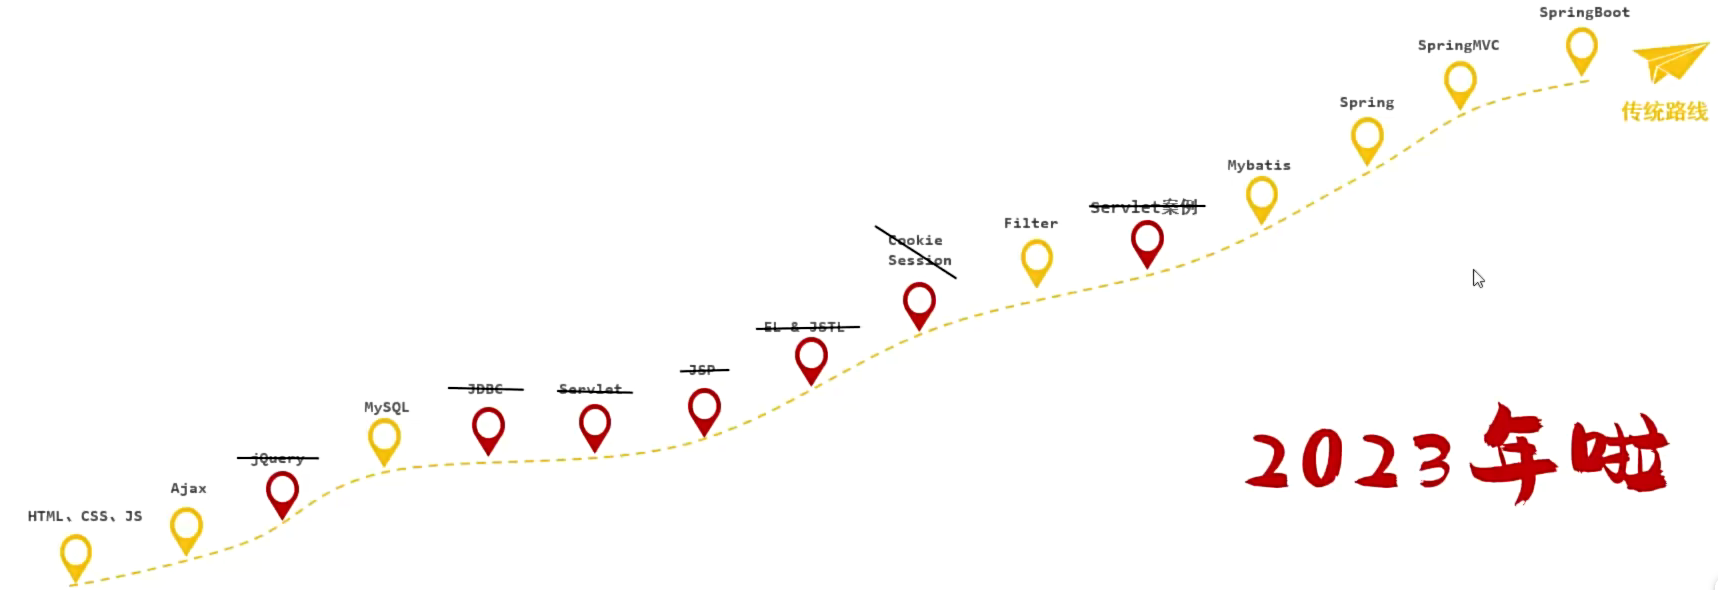 HTML、CSS、JS
Ajax
jQuery
MySQL
JDBC
Servlet
JSP
EL & JSTL
Cookie
Session
Filter
Servlet案例
Mybatis
Spring
SpringMVC
SpringBoot
传统路线
2023年啦